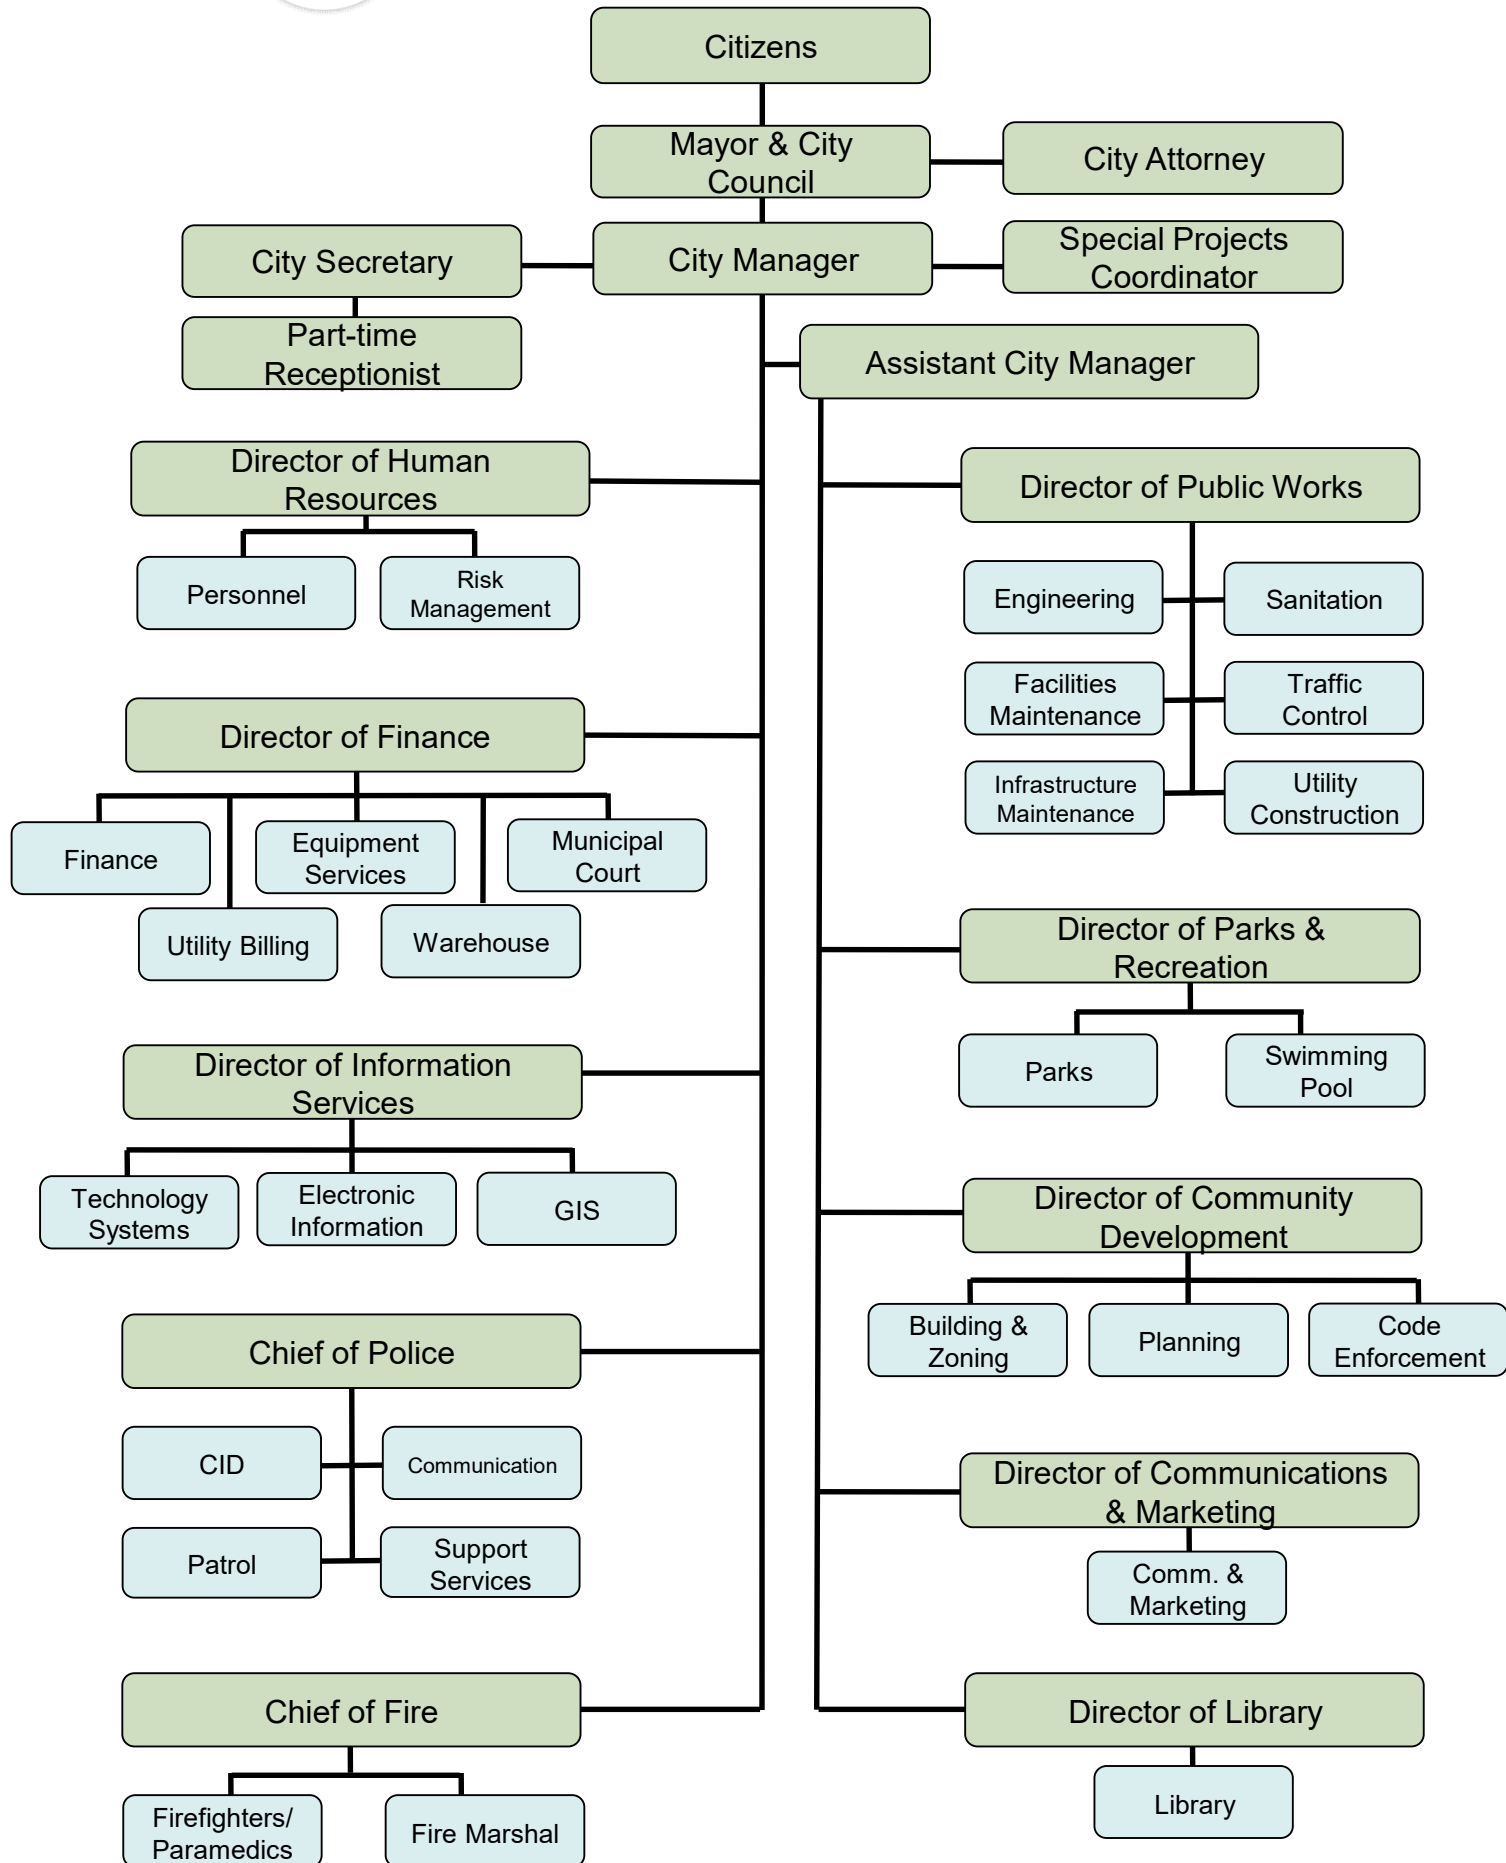 Citizens
Mayor & City
Council
City Attorney
City Secretary
City Manager
Special Projects
Coordinator
Part-time
Receptionist
Assistant City Manager
Director of Human
Resources
Personnel
Risk
Management
Director of Finance
Finance
Equipment
Services
Municipal
Court
Utility Billing
Warehouse
Director of Information
Services
Technology
Systems
Electronic
Information
GIS
Chief of Police
CID
Communication
Patrol
Support
Services
Chief of Fire
Firefighters/
Paramedics
Fire Marshal
Director of Public Works
Engineering
Sanitation
Facilities
Maintenance
Traffic
Control
Infrastructure
Maintenance
Utility
Construction
Director of Parks &
Recreation
Parks
Swimming
Pool
Director of Community
Development
Building &
Zoning
Planning
Code
Enforcement
Director of Communications
& Marketing
Comm. &
Marketing
Director of Library
Library